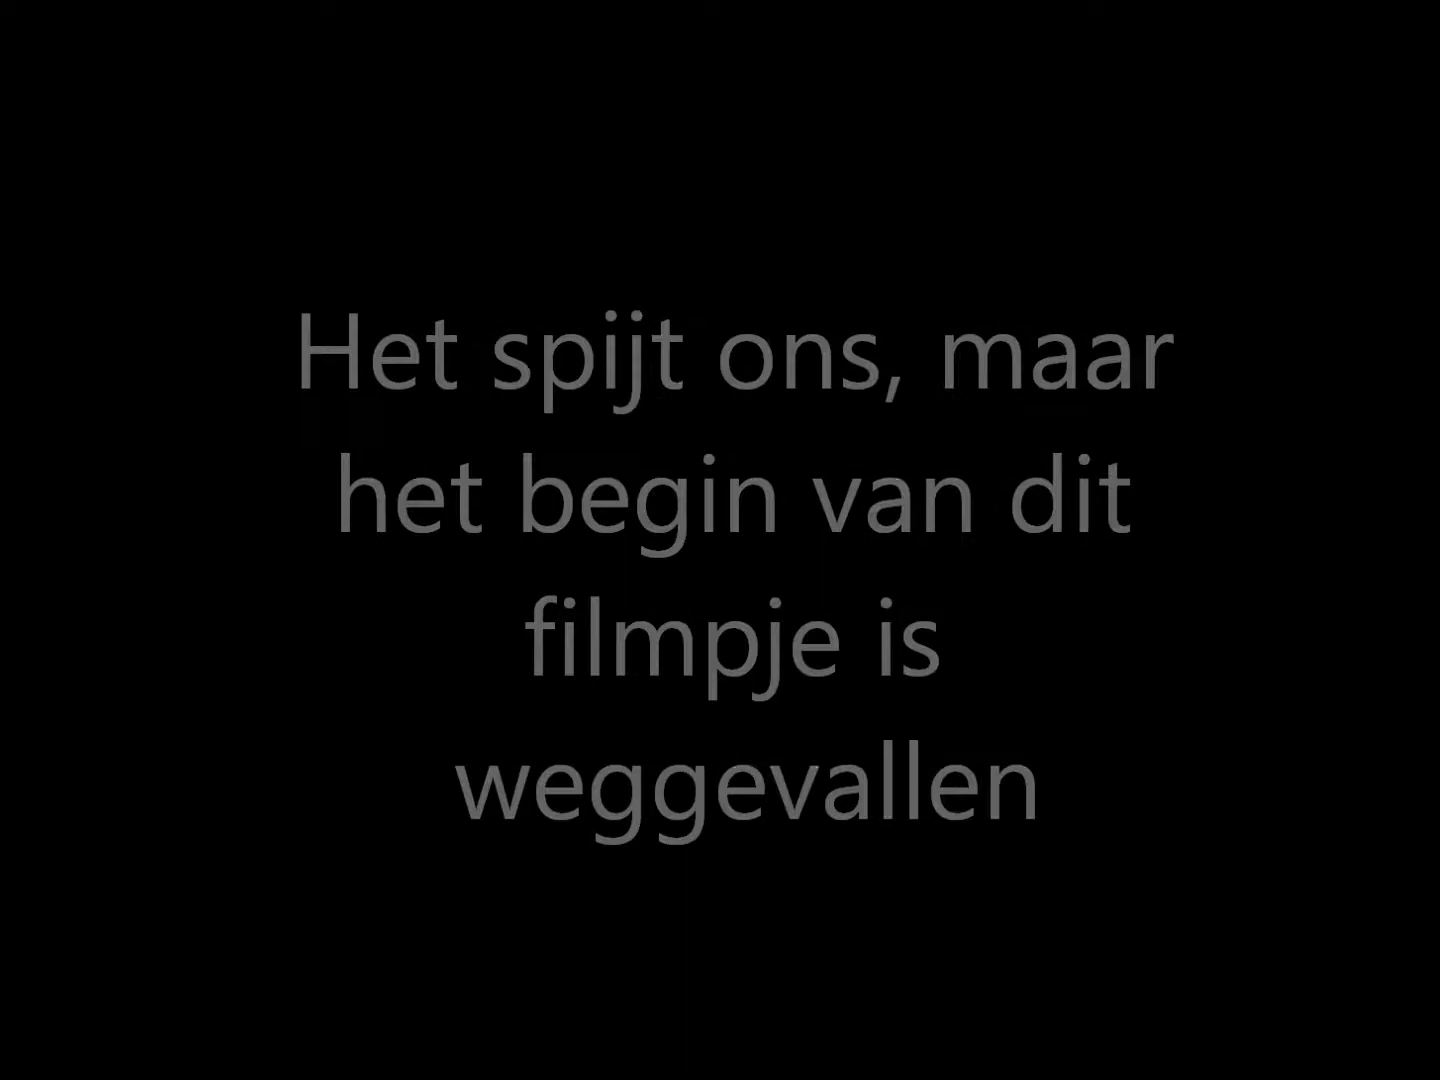 Het spijt ons, maar
het begin van dit
filmpje is
weggevallen